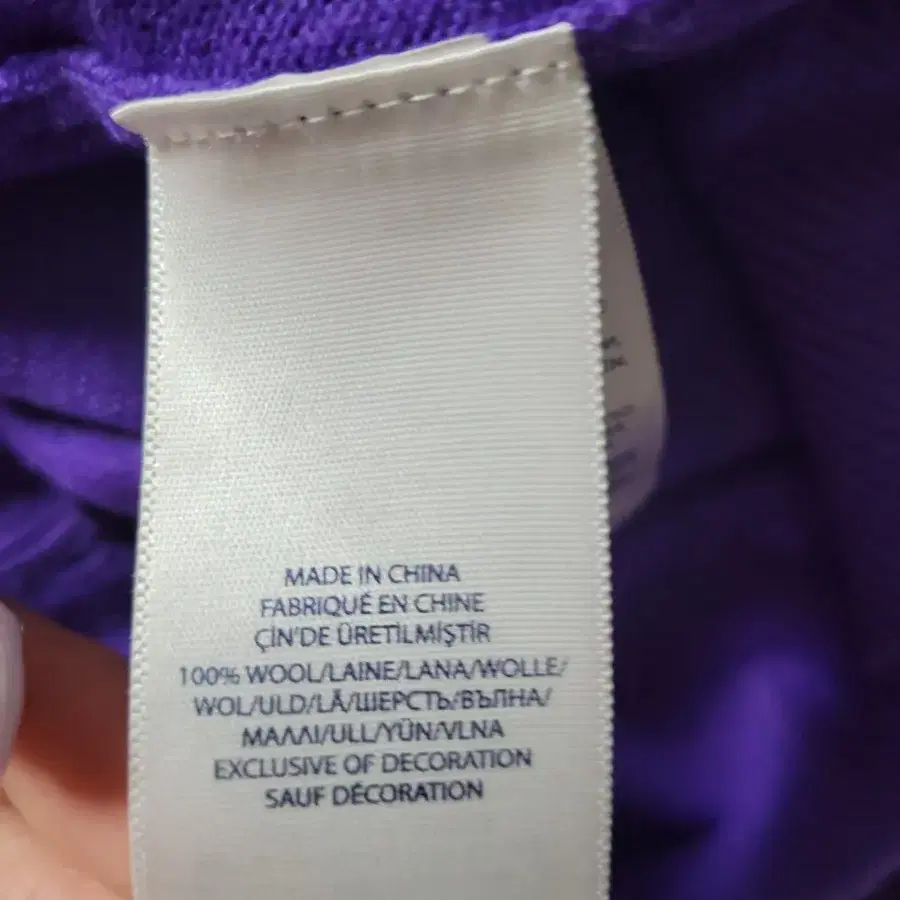 MADE IN CHINA
FABRIQUÉ EN CHINE
ÇİN'DE ÜRETİLMİŞTİR
100% WOOL/LAINE/LANA/WOLLE/
WOL/ULD/LÃ/ШЕРСТЬ/ВЪЛНА/
ΜΑΛΛΙ/ULL/YÜN/VLNA
EXCLUSIVE OF DECORATION
SAUF DÉCORATION